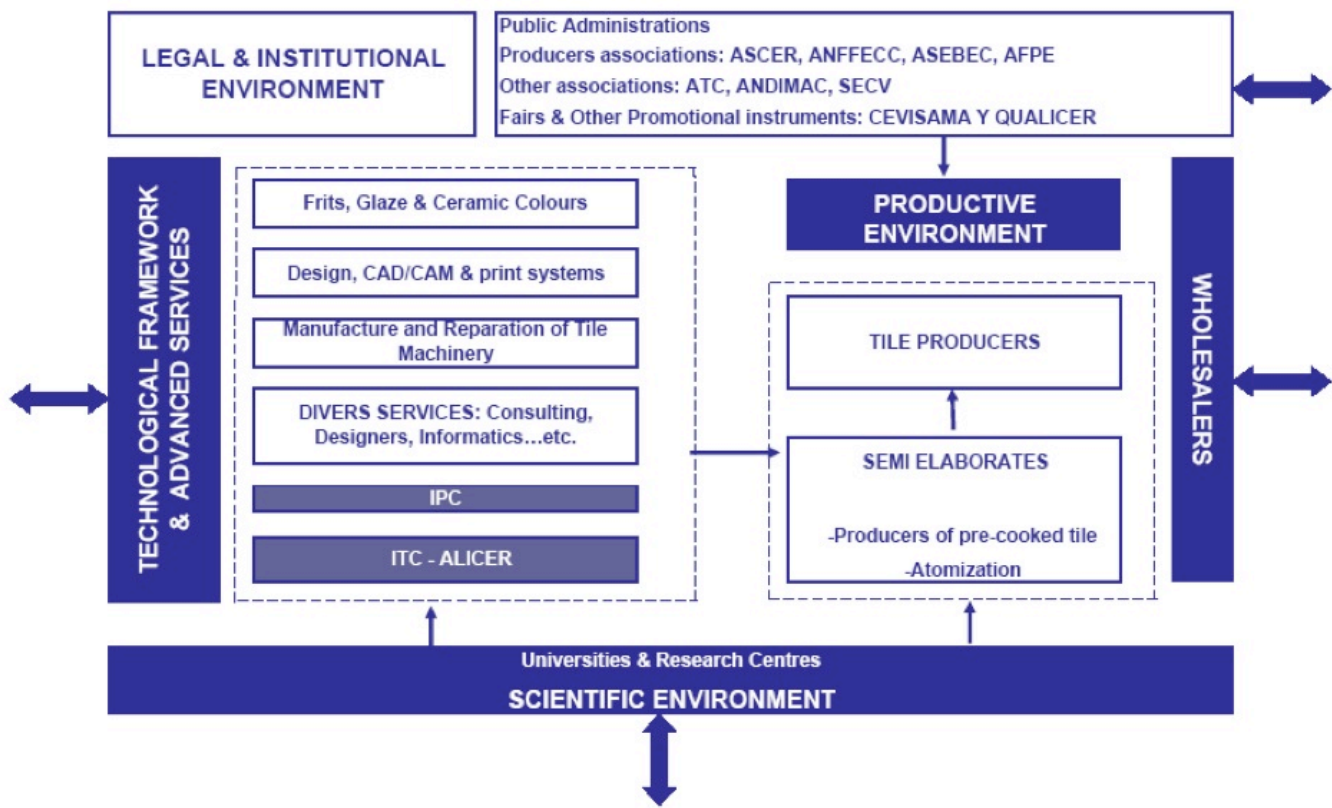 LEGAL & INSTITUTIONAL
ENVIRONMENT
Public Administrations
Producers associations: ASCER, ANFFECC, ASEBEC, AFPE
Other associations: ATC, ANDIMAC, SECV
Fairs & Other Promotional instruments: CEVISAMA Y QUALICER
TECHNOLOGICAL FRAMEWORK
& ADVANCED SERVICES
Frits, Glaze & Ceramic Colours
Design, CAD/CAM & print systems
Manufacture and Reparation of Tile
Machinery
DIVERS SERVICES: Consulting,
Designers, Informatics...etc.
IPC
ITC - ALICER
PRODUCTIVE
ENVIRONMENT
TILE PRODUCERS
SEMI ELABORATES
-Producers of pre-cooked tile
-Atomization
WHOLESALERS
Universities & Research Centres
SCIENTIFIC ENVIRONMENT